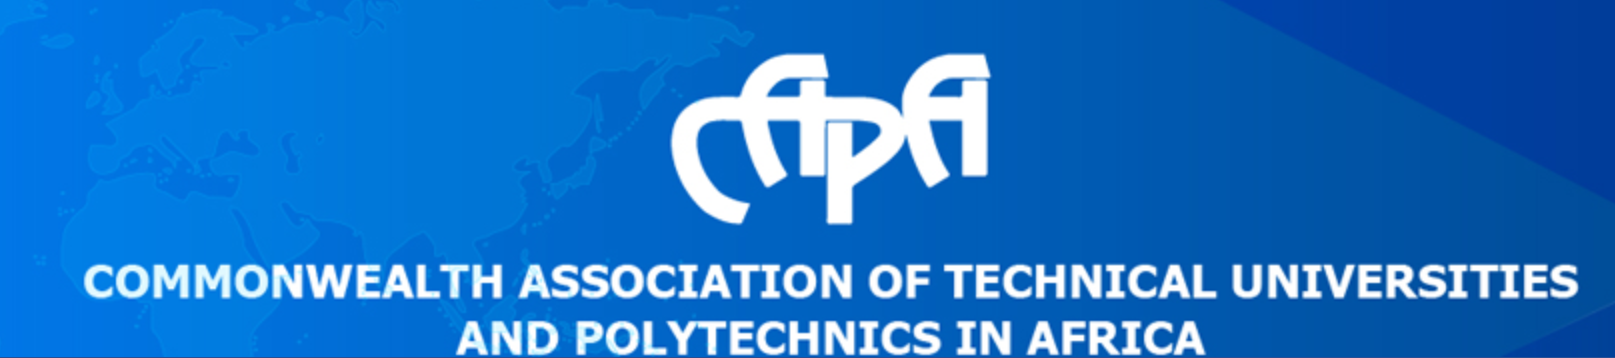 CAPA
COMMONWEALTH ASSOCIATION OF TECHNICAL UNIVERSITIES
AND POLYTECHNICS IN AFRICA